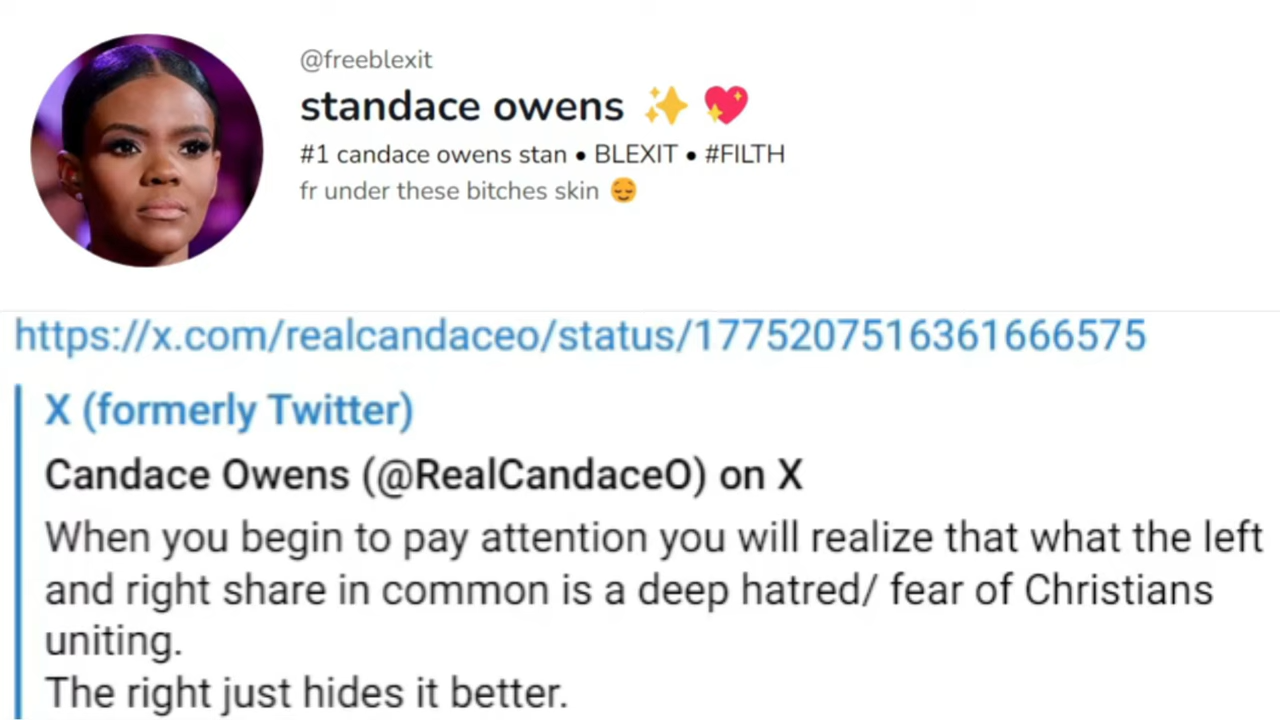 @freeblexit
standace owens ✨ 💖
#1 candace owens stan • BLEXIT • #FILTH
fr under these bitches skin 😌
https://x.com/realcandaceo/status/1775207516361666575
X (formerly Twitter)
Candace Owens (@RealCandaceO) on X
When you begin to pay attention you will realize that what the left
and right share in common is a deep hatred/ fear of Christians
uniting.
The right just hides it better.